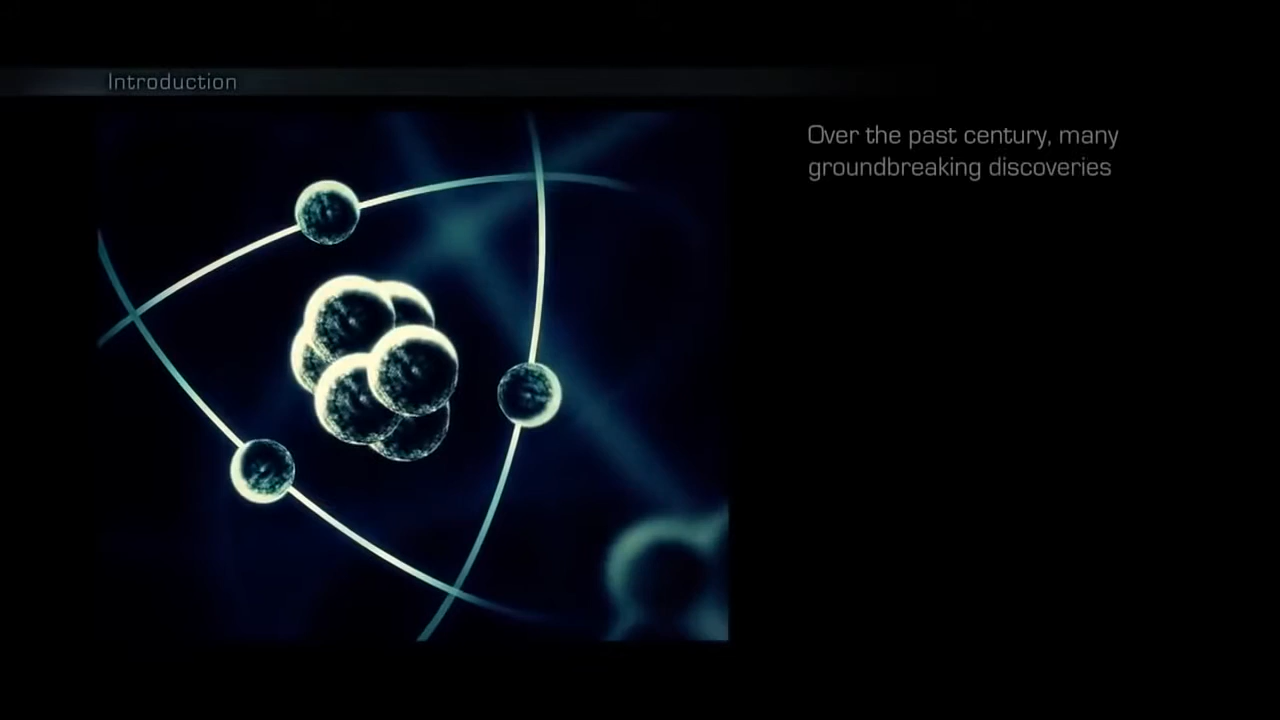 Introduction
Over the past century, many
groundbreaking discoveries